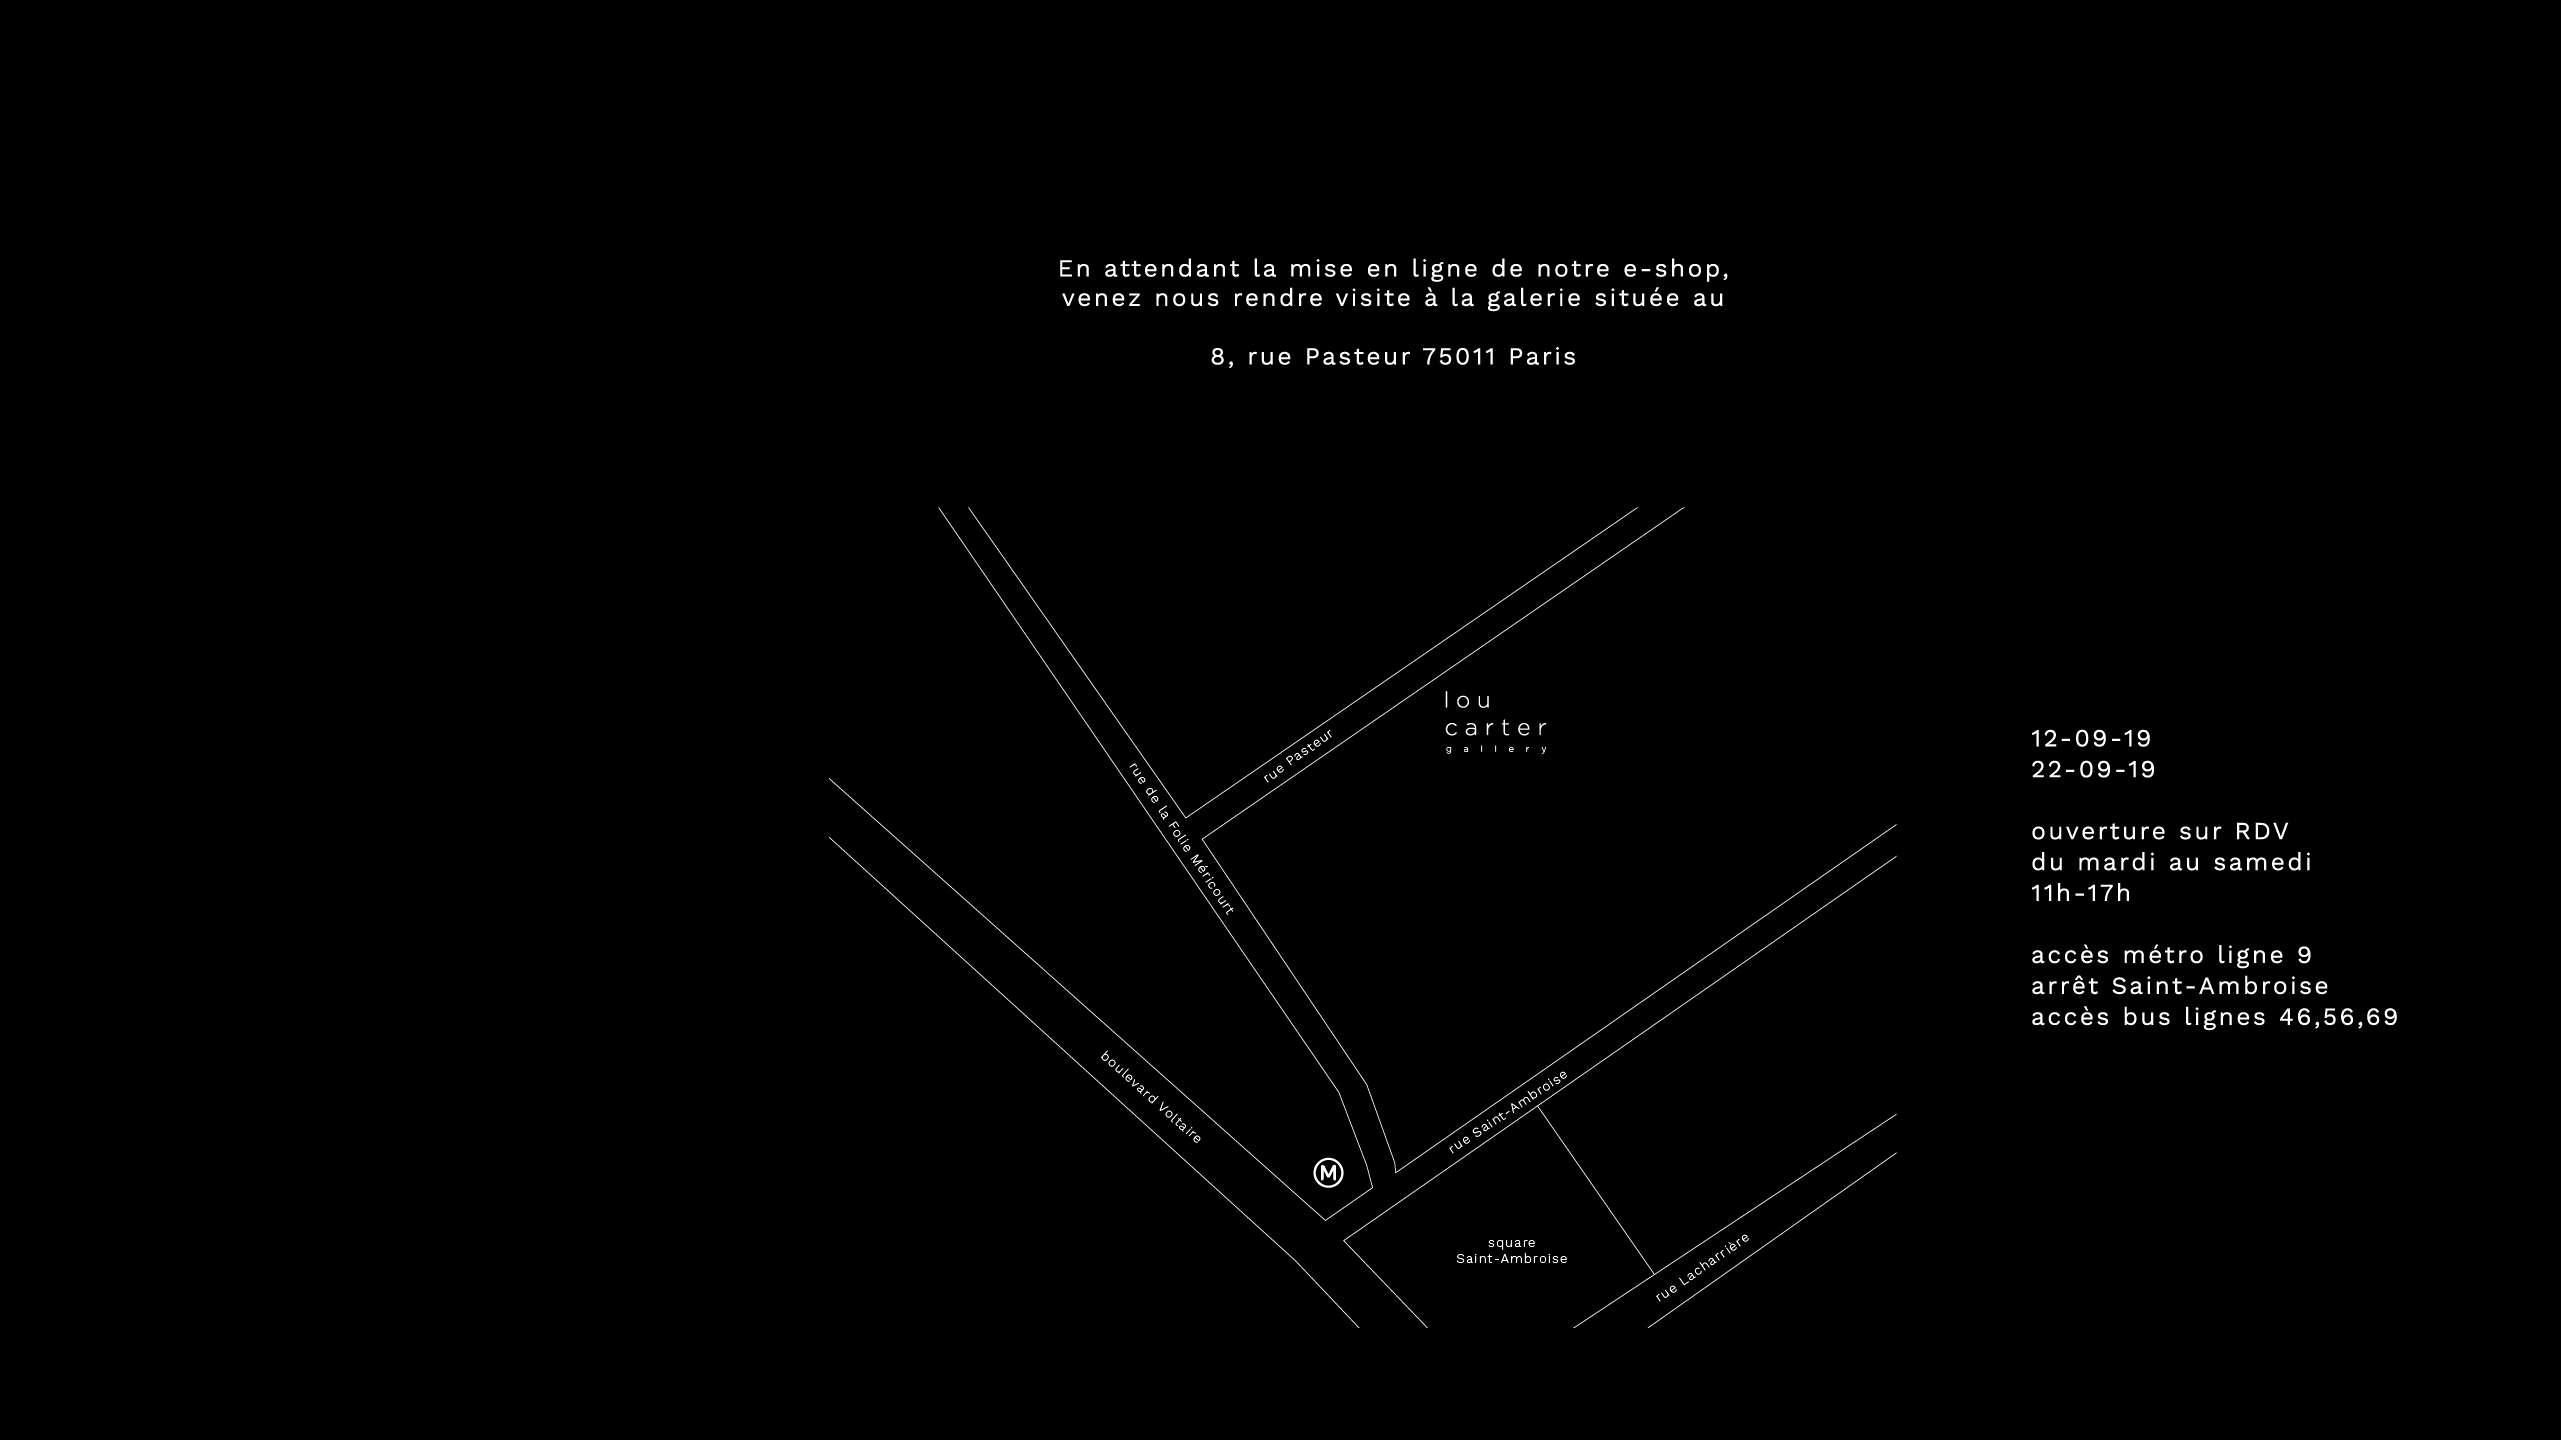 En attendant la mise en ligne de notre e-shop,
venez nous rendre visite à la galerie située au
8, rue Pasteur 75011 Paris
lou
carter
gallery
rue Pasteur
rue de la Folie Méricourt
boulevard Voltaire
M
rue Saint-Ambroise
square
Saint-Ambroise
rue Lacharrière
12-09-19
22-09-19
ouverture sur RDV
du mardi au samedi
11h-17h
accès métro ligne 9
arrêt Saint-Ambroise
accès bus lignes 46,56,69